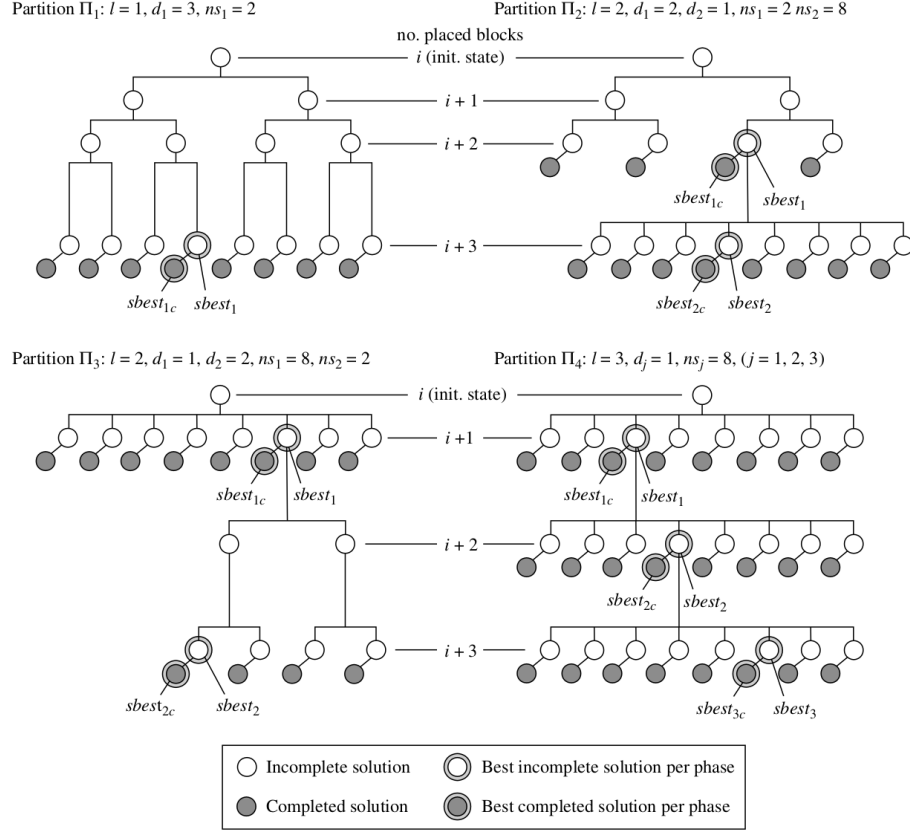 Partition Π₁: l = 1, d₁ = 3, ns₁ = 2
Partition Π₂: l = 2, d₁ = 2, d₂ = 1, ns₁ = 2 ns₂ = 8
no. placed blocks
i (init. state)
i + 1
i + 2
sbest₁c
sbest₁
i + 3
sbest₁c
sbest₁
sbest₂c
sbest₂
Partition Π₃: l = 2, d₁ = 1, d₂ = 2, ns₁ = 8, ns₂ = 2
Partition Π₄: l = 3, dⱼ = 1, nsⱼ = 8, (j = 1, 2, 3)
i (init. state)
i +1
sbest₁c
sbest₁
sbest₁c
sbest₁
i + 2
sbest₂c
sbest₂
i + 3
sbest₂c
sbest₂
sbest₃c
sbest₃
Incomplete solution
Best incomplete solution per phase
Completed solution
Best completed solution per phase